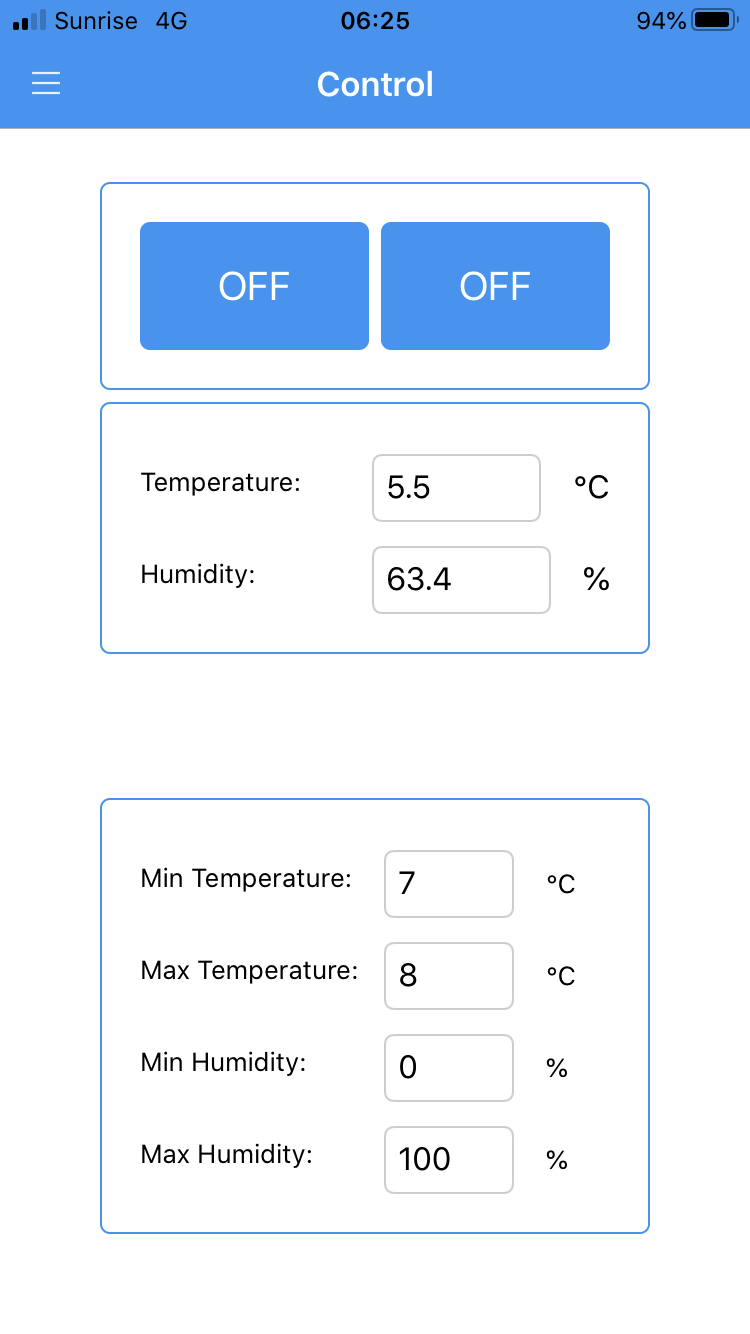 Sunrise 4G 06:25 94%
Control
OFF OFF
Temperature: 5.5 °C
Humidity: 63.4 %
Min Temperature: 7 °C
Max Temperature: 8 °C
Min Humidity: 0 %
Max Humidity: 100 %